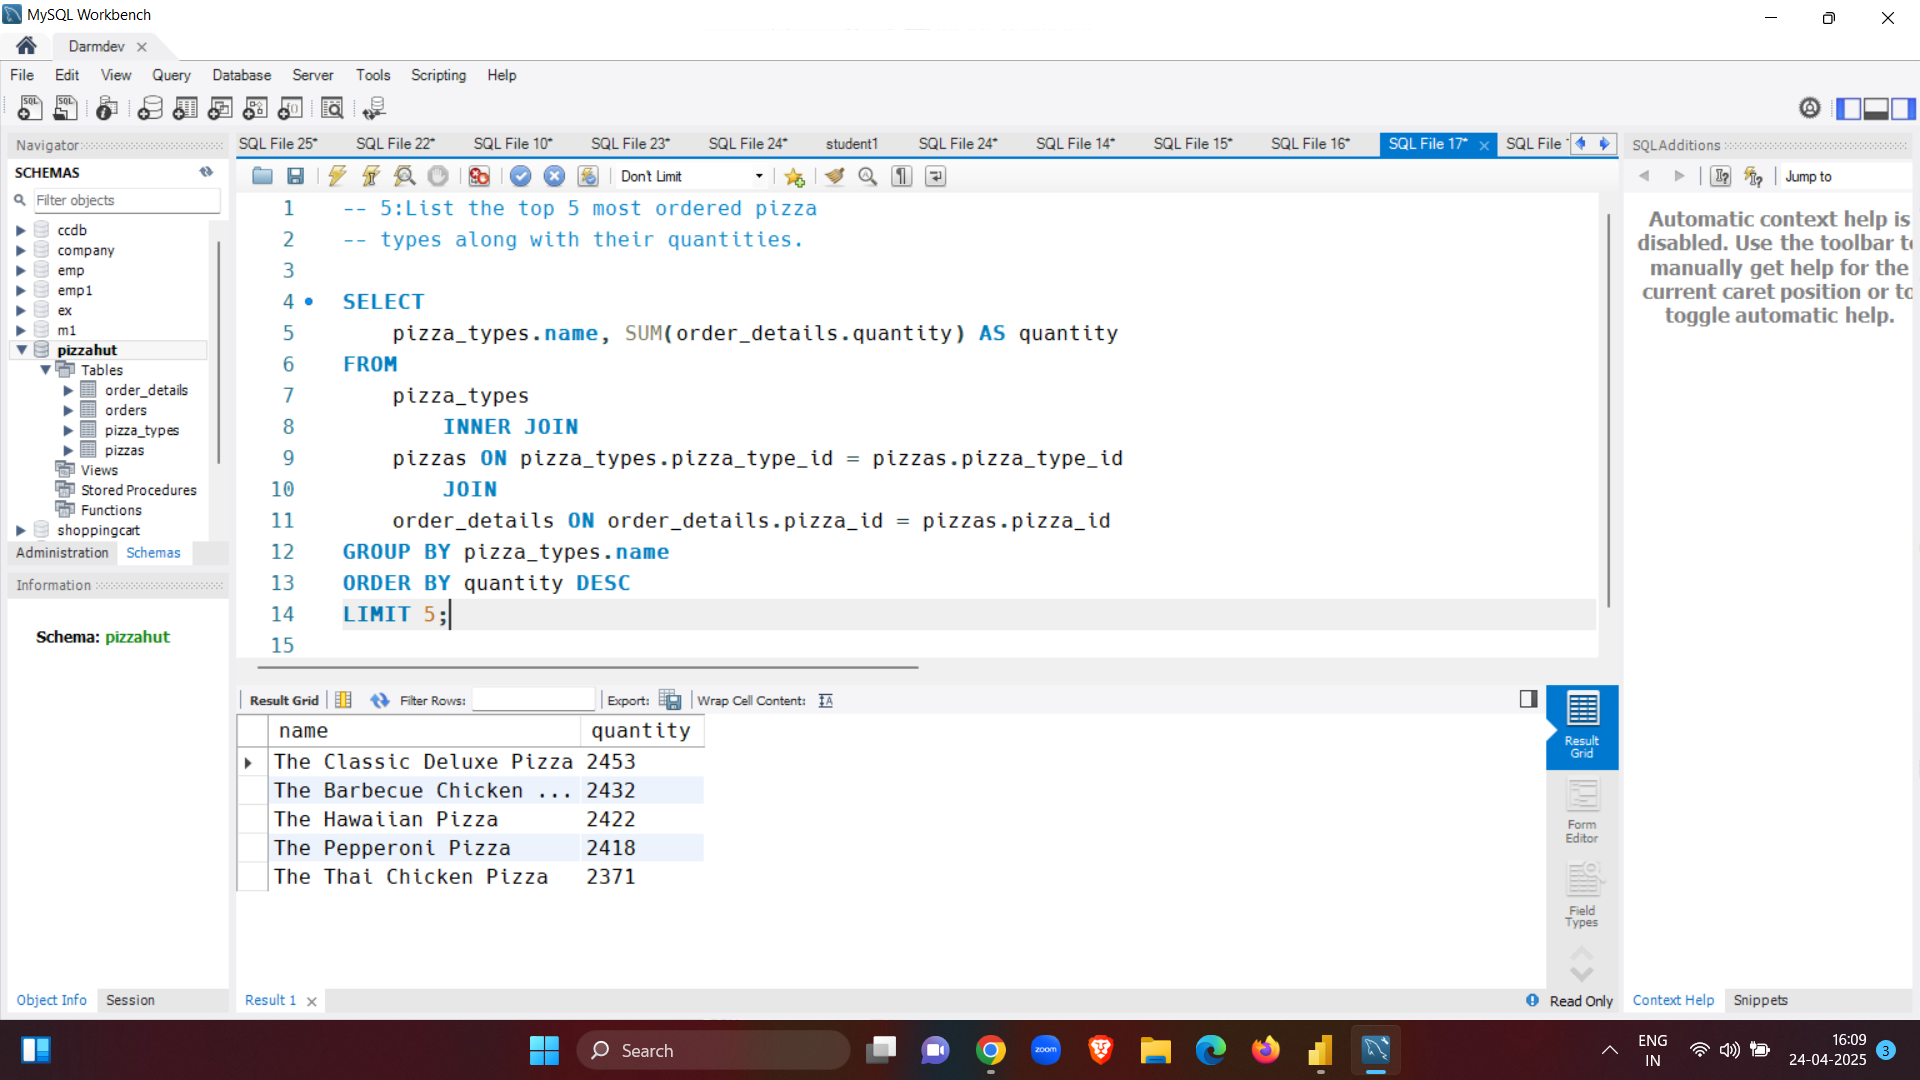 MySQL Workbench
Darmdev
File Edit View Query Database Server Tools Scripting Help
Navigator
SCHEMAS
Filter objects
ccdb
company
emp
emp1
ex
m1
pizzahut
Tables
order_details
orders
pizza_types
pizzas
Views
Stored Procedures
Functions
shoppingcart
Administration Schemas
Information
Schema: pizzahut
Object Info Session
SQL File 25* SQL File 22* SQL File 10* SQL File 23* SQL File 24* student1 SQL File 24* SQL File 14* SQL File 15* SQL File 16* SQL File 17* SQL File
Don't Limit
1 -- 5:List the top 5 most ordered pizza
2 -- types along with their quantities.
3
4 SELECT
5 pizza_types.name, SUM(order_details.quantity) AS quantity
6 FROM
7 pizza_types
8 INNER JOIN
9 pizzas ON pizza_types.pizza_type_id = pizzas.pizza_type_id
10 JOIN
11 order_details ON order_details.pizza_id = pizzas.pizza_id
12 GROUP BY pizza_types.name
13 ORDER BY quantity DESC
14 LIMIT 5;
15
Result Grid Filter Rows: Export: Wrap Cell Content:
name quantity
The Classic Deluxe Pizza 2453
The Barbecue Chicken ... 2432
The Hawaiian Pizza 2422
The Pepperoni Pizza 2418
The Thai Chicken Pizza 2371
Result
Grid
Form
Editor
Field
Types
Result 1
Read Only
SQLAdditions
Jump to
Automatic context help is
disabled. Use the toolbar to
manually get help for the
current caret position or to
toggle automatic help.
Context Help Snippets
Search
zoom
ENG
IN
16:09
24-04-2025
3